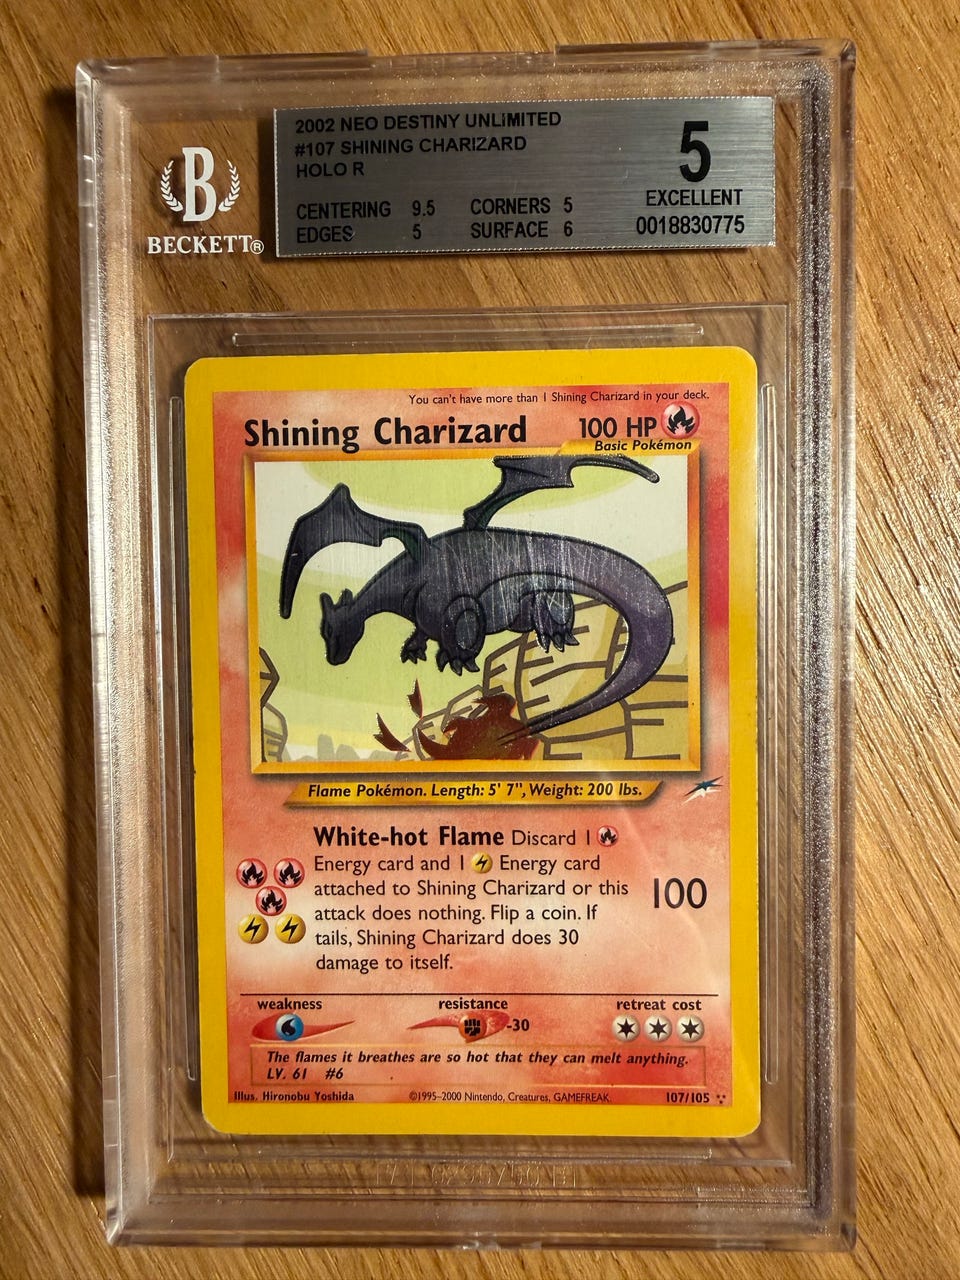 2002 NEO DESTINY UNLIMITED
#107 SHINING CHARIZARD
HOLO R
CENTERING 9.5 CORNERS 5
EDGES 5 SURFACE 6
5
EXCELLENT
0018830775
B
BECKETT®
You can't have more than 1 Shining Charizard in your deck.
Shining Charizard 100 HP
Basic Pokémon
Flame Pokémon. Length: 5' 7", Weight: 200 lbs.
White-hot Flame Discard 1
Energy card and 1 Energy card
attached to Shining Charizard or this
attack does nothing. Flip a coin. If
tails, Shining Charizard does 30
damage to itself.
100
weakness resistance retreat cost
-30
The flames it breathes are so hot that they can melt anything.
LV. 61 #6
Illus. Hironobu Yoshida ©1995–2000 Nintendo, Creatures, GAMEFREAK. 107/105